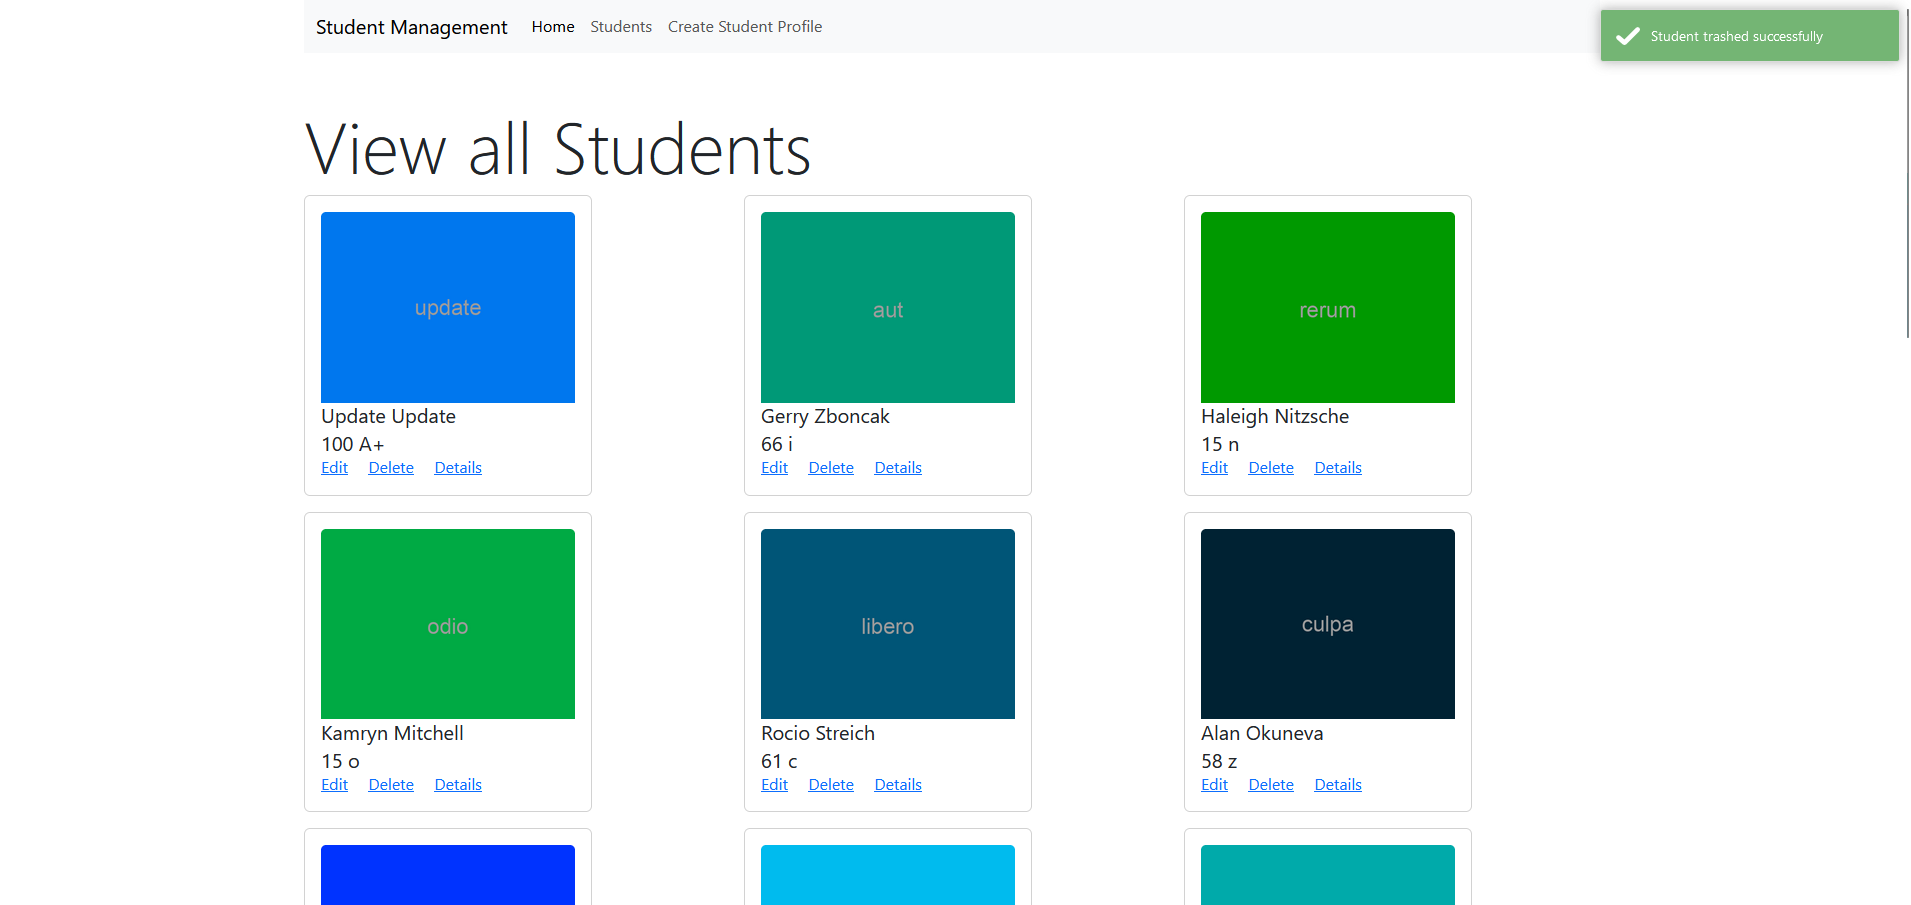 Student Management Home Students Create Student Profile
Student trashed successfully
View all Students
update
Update Update
100 A+
Edit Delete Details
aut
Gerry Zboncak
66 i
Edit Delete Details
rerum
Haleigh Nitzsche
15 n
Edit Delete Details
odio
Kamryn Mitchell
15 o
Edit Delete Details
libero
Rocio Streich
61 c
Edit Delete Details
culpa
Alan Okuneva
58 z
Edit Delete Details